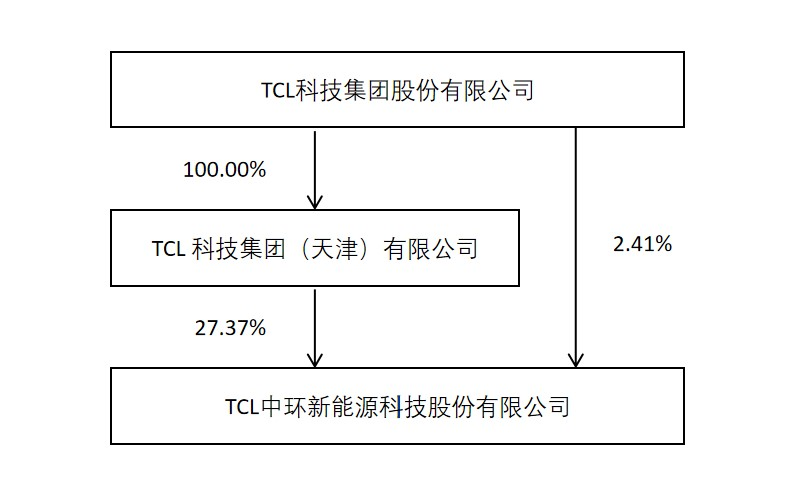 TCL科技集团股份有限公司
100.00%
TCL 科技集团（天津）有限公司
2.41%
27.37%
TCL中环新能源科技股份有限公司